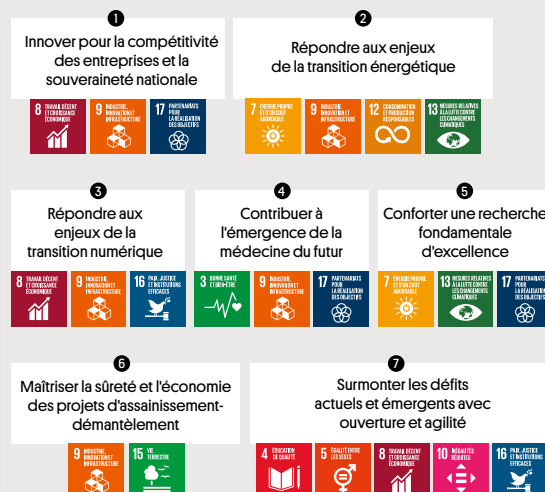 1
Innover pour la compétitivité
des entreprises et la
souveraineté nationale
8 TRAVAIL DÉCENT
ET CROISSANCE
ÉCONOMIQUE
9 INDUSTRIE,
INNOVATION ET
INFRASTRUCTURE
17 PARTENARIATS
POUR
LA RÉALISATION
DES OBJECTIFS
2
Répondre aux enjeux
de la transition énergétique
7 ÉNERGIE PROPRE
ET D'UN COÛT
ABORDABLE
9 INDUSTRIE,
INNOVATION ET
INFRASTRUCTURE
12 CONSOMMATION
ET PRODUCTION
RESPONSABLES
13 MESURES RELATIVES
À LA LUTTE CONTRE
LES CHANGEMENTS
CLIMATIQUES
3
Répondre aux
enjeux de la
transition numérique
8 TRAVAIL DÉCENT
ET CROISSANCE
ÉCONOMIQUE
9 INDUSTRIE,
INNOVATION ET
INFRASTRUCTURE
16 PAIX, JUSTICE
ET INSTITUTIONS
EFFICACES
4
Contribuer à
l'émergence de la
médecine du futur
3 BONNE SANTÉ
ET BIEN-ÊTRE
9 INDUSTRIE,
INNOVATION ET
INFRASTRUCTURE
17 PARTENARIATS
POUR
LA RÉALISATION
DES OBJECTIFS
5
Conforter une recherche
fondamentale
d'excellence
7 ÉNERGIE PROPRE
ET D'UN COÛT
ABORDABLE
13 MESURES RELATIVES
À LA LUTTE CONTRE
LES CHANGEMENTS
CLIMATIQUES
17 PARTENARIATS
POUR
LA RÉALISATION
DES OBJECTIFS
6
Maîtriser la sûreté et l'économie
des projets d'assainissement-
démantèlement
9 INDUSTRIE,
INNOVATION ET
INFRASTRUCTURE
15 VIE
TERRESTRE
7
Surmonter les défits
actuels et émergents avec
ouverture et agilité
4 ÉDUCATION
DE QUALITÉ
5 ÉGALITÉ ENTRE
LES SEXES
8 TRAVAIL DÉCENT
ET CROISSANCE
ÉCONOMIQUE
10 INÉGALITÉS
RÉDUITES
16 PAIX, JUSTICE
ET INSTITUTIONS
EFFICACES